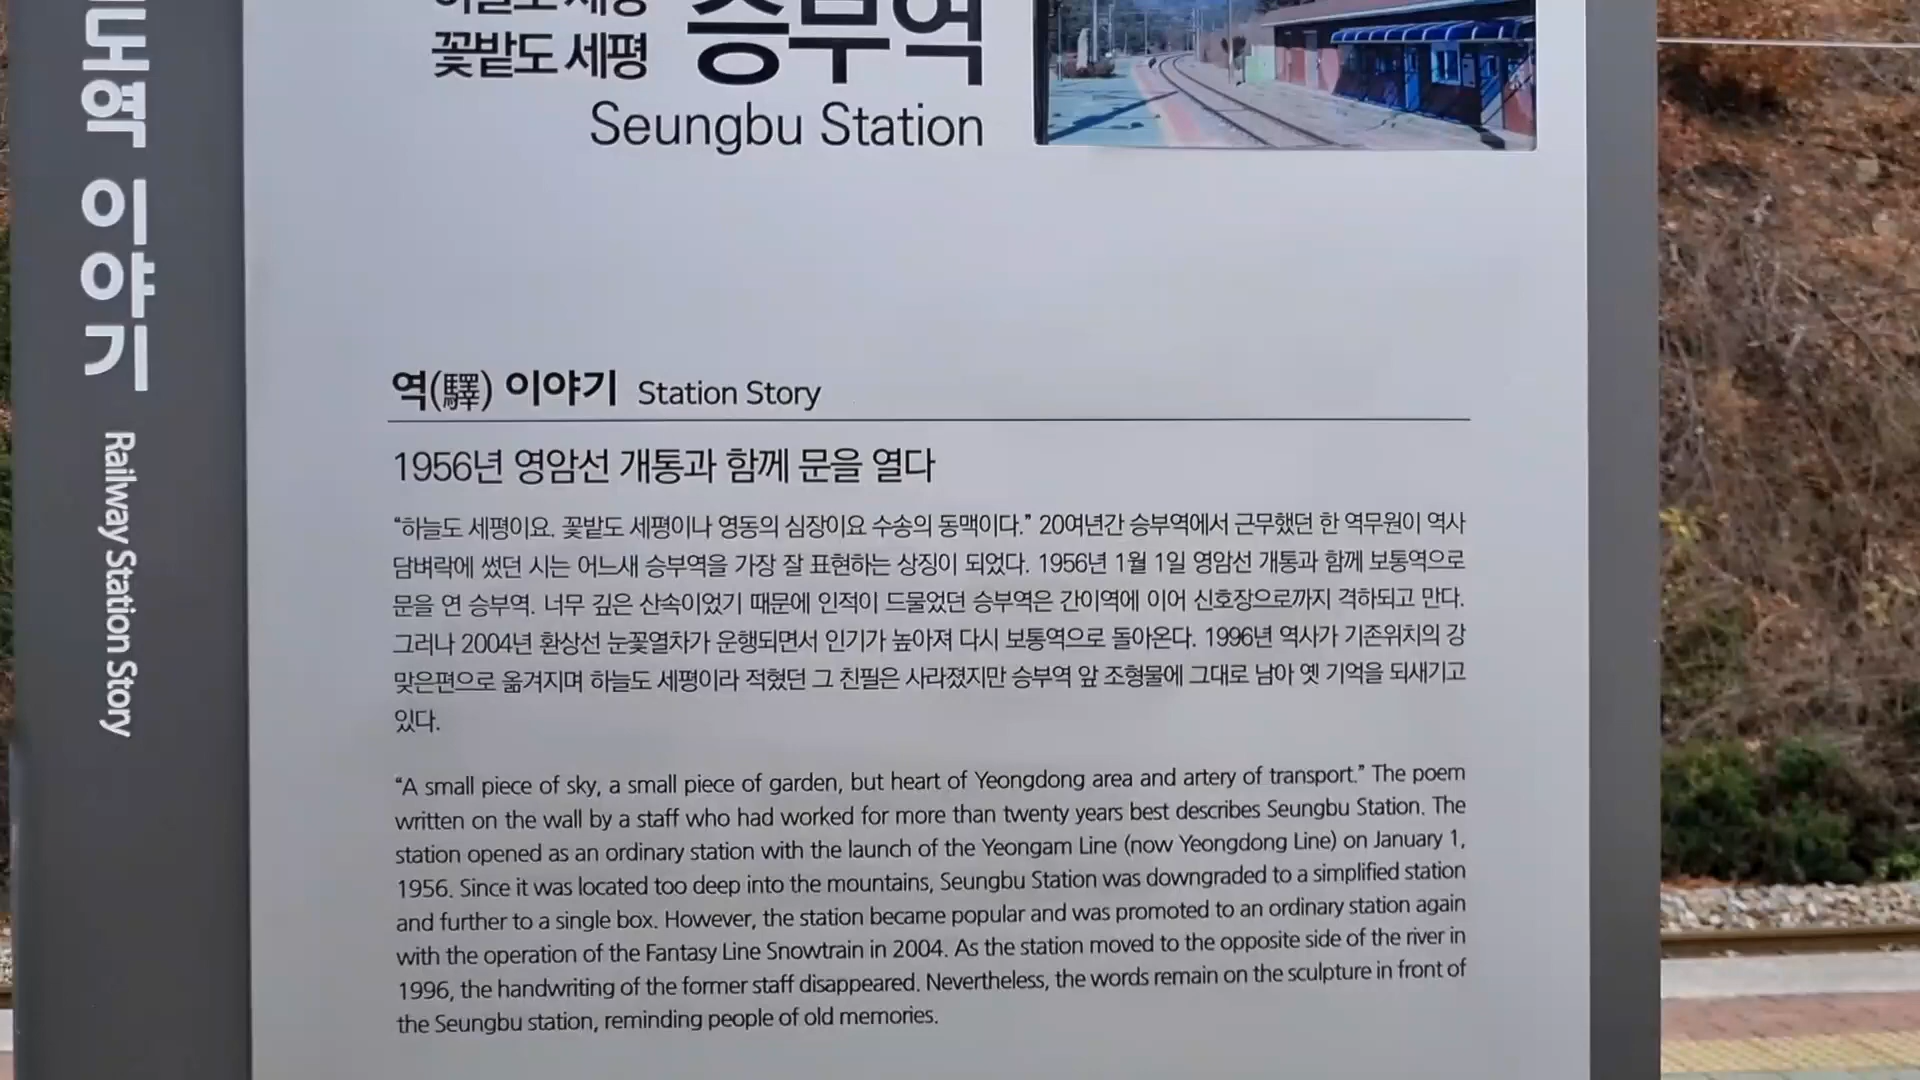 하늘도 세평
꽃밭도 세평
승부역
Seungbu Station
도역 이야기
Railway Station Story
역(驛) 이야기 Station Story
1956년 영암선 개통과 함께 문을 열다
“하늘도 세평이요. 꽃밭도 세평이나 영동의 심장이요 수송의 동맥이다.” 20여년간 승부역에서 근무했던 한 역무원이 역사
담벼락에 썼던 시는 어느새 승부역을 가장 잘 표현하는 상징이 되었다. 1956년 1월 1일 영암선 개통과 함께 보통역으로
문을 연 승부역. 너무 깊은 산속이었기 때문에 인적이 드물었던 승부역은 간이역에 이어 신호장으로까지 격하되고 만다.
그러나 2004년 환상선 눈꽃열차가 운행되면서 인기가 높아져 다시 보통역으로 돌아온다. 1996년 역사가 기존위치의 강
맞은편으로 옮겨지며 하늘도 세평이라 적혔던 그 친필은 사라졌지만 승부역 앞 조형물에 그대로 남아 옛 기억을 되새기고
있다.
“A small piece of sky, a small piece of garden, but heart of Yeongdong area and artery of transport.” The poem
written on the wall by a staff who had worked for more than twenty years best describes Seungbu Station. The
station opened as an ordinary station with the launch of the Yeongam Line (now Yeongdong Line) on January 1,
1956. Since it was located too deep into the mountains, Seungbu Station was downgraded to a simplified station
and further to a single box. However, the station became popular and was promoted to an ordinary station again
with the operation of the Fantasy Line Snowtrain in 2004. As the station moved to the opposite side of the river in
1996, the handwriting of the former staff disappeared. Nevertheless, the words remain on the sculpture in front of
the Seungbu station, reminding people of old memories.